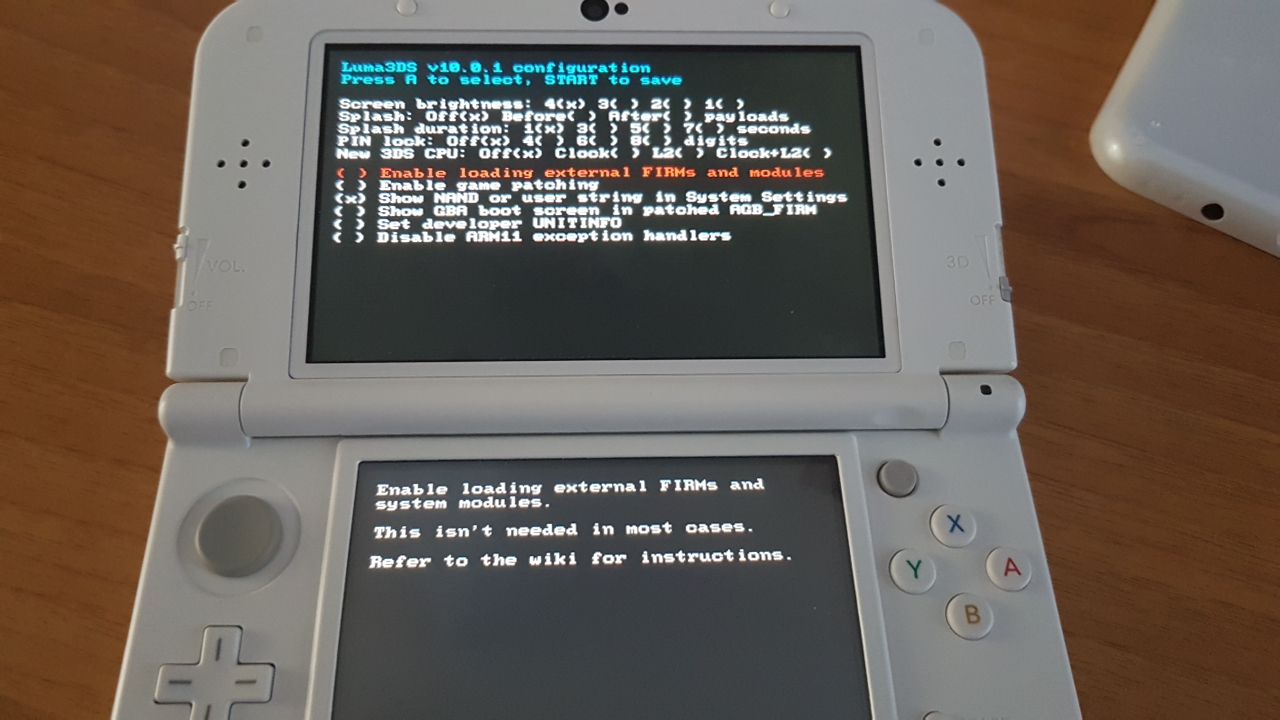 Luma3DS v10.0.1 configuration
Press A to select, START to save
Screen brightness: 4(x) 3( ) 2( ) 1( )
Splash: Off(x) Before( ) After( ) payloads
Splash duration: 1(x) 3( ) 5( ) 7( ) seconds
PIN lock: Off(x) 4( ) 6( ) 8( ) digits
New 3DS CPU: Off(x) Clock( ) L2( ) Clock+L2( )
( ) Enable loading external FIRMs and modules
( ) Enable game patching
(x) Show NAND or user string in System Settings
( ) Show GBA boot screen in patched AGB_FIRM
( ) Set developer UNITINFO
( ) Disable ARM11 exception handlers
VOL.
OFF
3D
OFF
Enable loading external FIRMs and
system modules.
This isn't needed in most cases.
Refer to the wiki for instructions.
X
Y
A
B